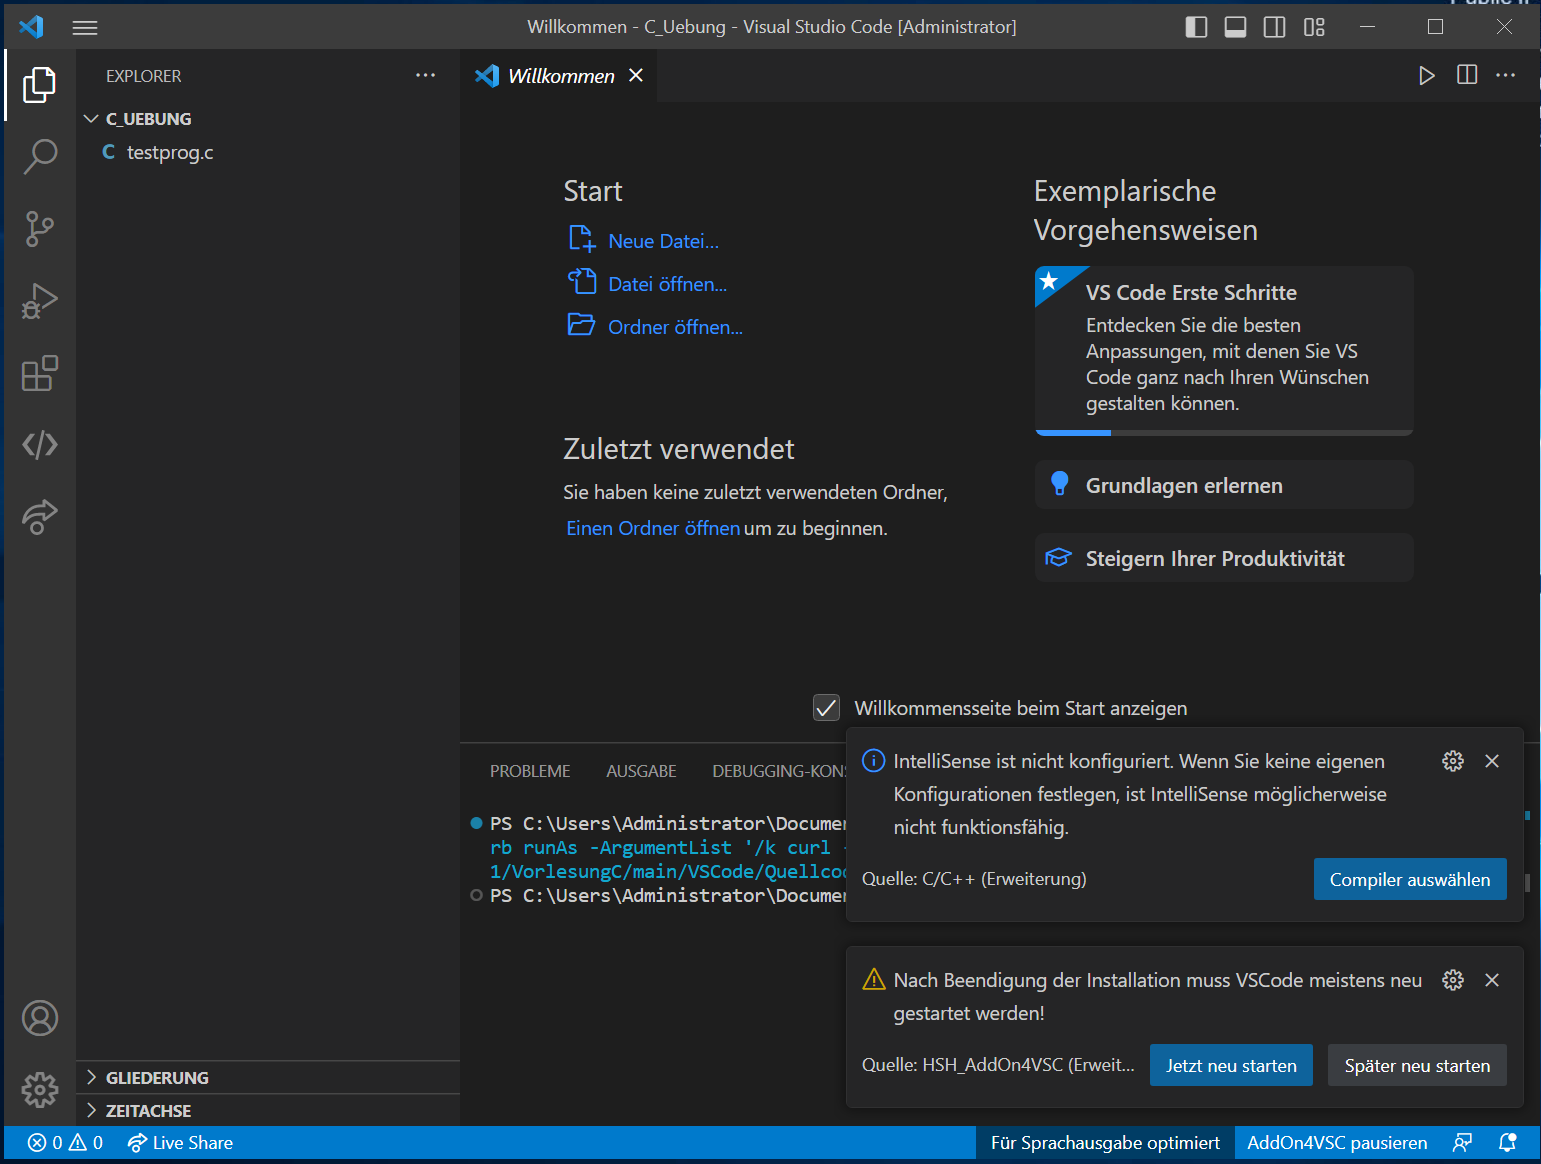 Willkommen - C_Uebung - Visual Studio Code [Administrator]
EXPLORER
C_UEBUNG
C testprog.c
Willkommen
Start
Neue Datei...
Datei öffnen...
Ordner öffnen...
Zuletzt verwendet
Sie haben keine zuletzt verwendeten Ordner,
Einen Ordner öffnen um zu beginnen.
Exemplarische
Vorgehensweisen
VS Code Erste Schritte
Entdecken Sie die besten
Anpassungen, mit denen Sie VS
Code ganz nach Ihren Wünschen
gestalten können.
Grundlagen erlernen
Steigern Ihrer Produktivität
Willkommensseite beim Start anzeigen
PROBLEME AUSGABE DEBUGGING-KONS
PS C:\Users\Administrator\Documen
rb runAs -ArgumentList '/k curl -
1/VorlesungC/main/VSCode/Quellcod
PS C:\Users\Administrator\Documen
IntelliSense ist nicht konfiguriert. Wenn Sie keine eigenen
Konfigurationen festlegen, ist IntelliSense möglicherweise
nicht funktionsfähig.
Quelle: C/C++ (Erweiterung)
Compiler auswählen
Nach Beendigung der Installation muss VSCode meistens neu
gestartet werden!
Quelle: HSH_AddOn4VSC (Erweit...
Jetzt neu starten
Später neu starten
GLIEDERUNG
ZEITACHSE
0 0 Live Share
Für Sprachausgabe optimiert
AddOn4VSC pausieren